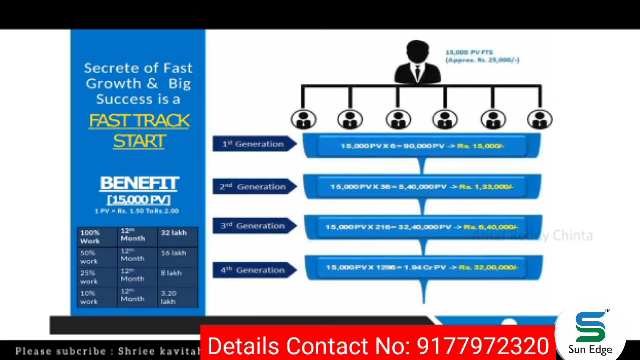 Secrete of Fast
Growth & Big
Success is a
FAST TRACK
START
BENEFIT
[15,000 PV]
1 PV = Rs. 1.50 To Rs.2.00
100% Work 12th Month 32 lakh
50% work 12th Month 16 lakh
25% work 12th Month 8 lakh
10% work 12th Month 3.20 lakh
15,000 PV FTS
(Approx. Rs. 25,000/-)
1st Generation 15,000 PV X 6 = 90,000 PV -> Rs. 15,000/-
2nd Generation 15,000 PV X 36 = 5,40,000 PV -> Rs. 1,33,000/-
3rd Generation 15,000 PV X 216 = 32,40,000 PV -> Rs. 6,40,000/-
Chinta
4th Generation 15,000 PV X 1296 = 1.94 Cr PV -> Rs. 32,00,000/-
Please subcribe : Shriee kavitah
Details Contact No: 9177972320
Sun Edge